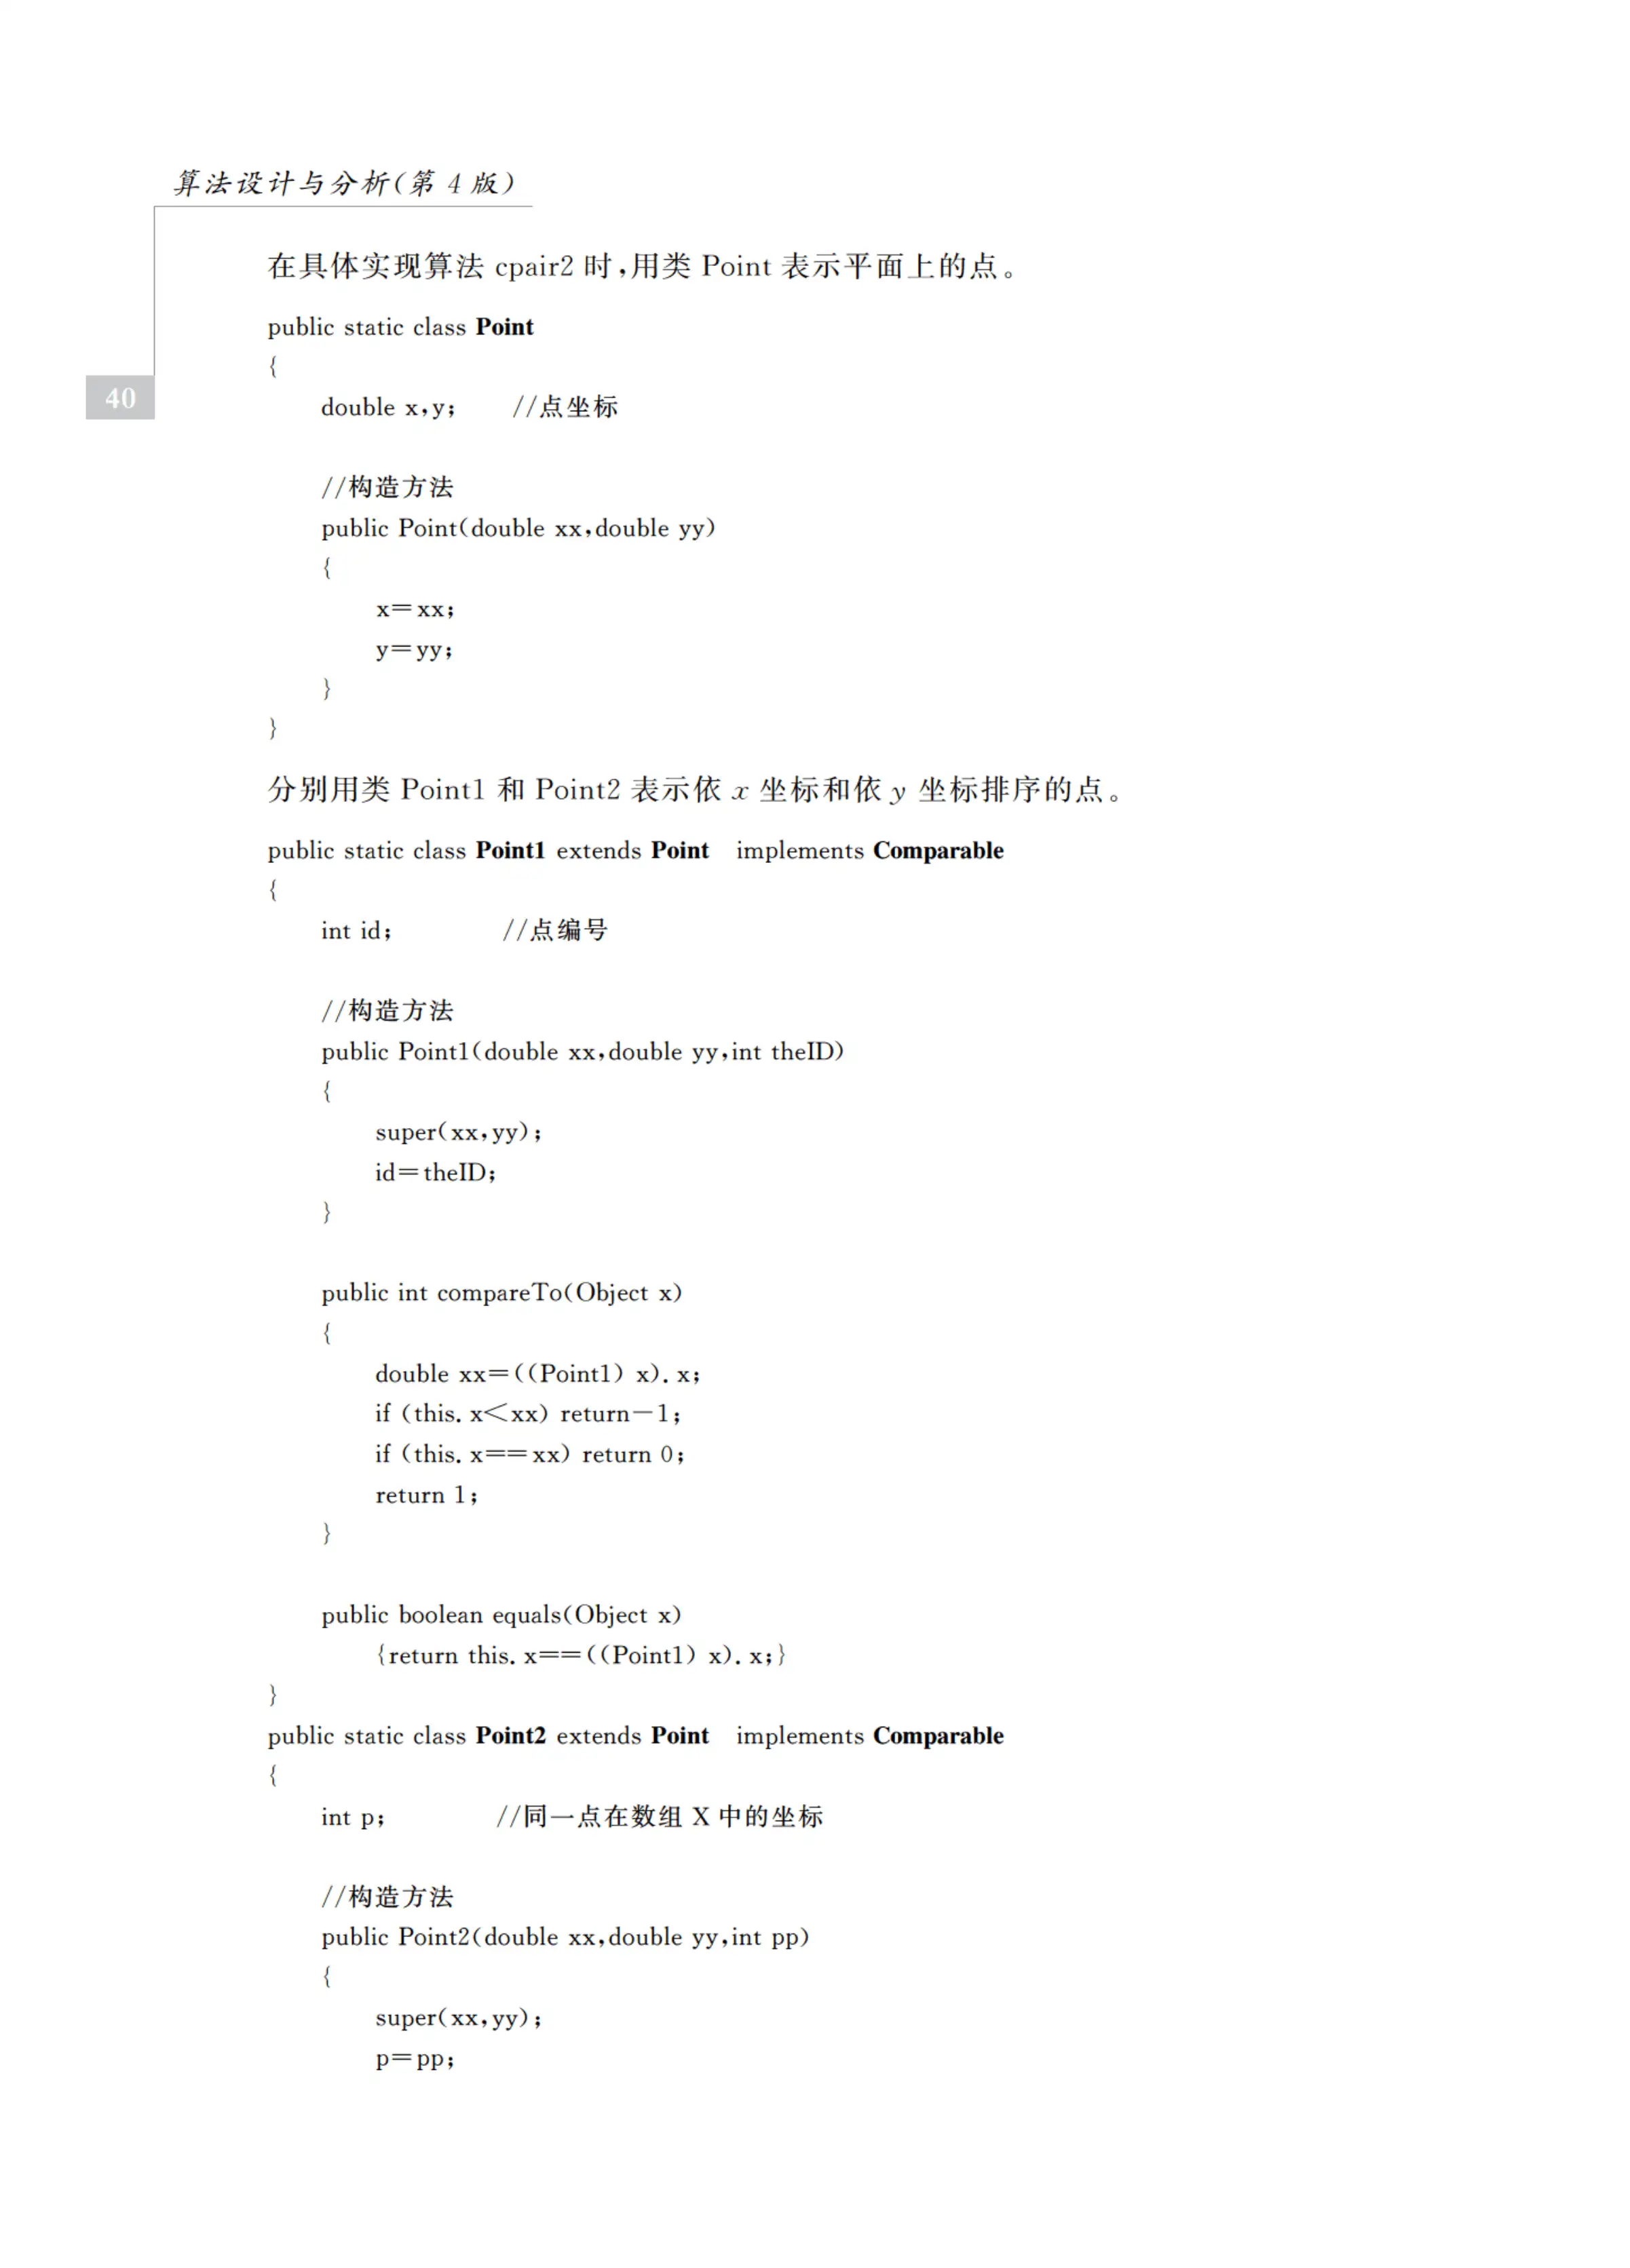 算法设计与分析(第 4 版)
在具体实现算法 cpair2 时,用类 Point 表示平面上的点。
public static class Point
{
40
double x,y; //点坐标
//构造方法
public Point(double xx,double yy)
{
x=xx;
y=yy;
}
}
分别用类 Point1 和 Point2 表示依 x 坐标和依 y 坐标排序的点。
public static class Point1 extends Point implements Comparable
{
int id; //点编号
//构造方法
public Point1(double xx,double yy,int theID)
{
super(xx,yy);
id=theID;
}
public int compareTo(Object x)
{
double xx=((Point1) x). x;
if (this. x<xx) return-1;
if (this. x==xx) return 0;
return 1;
}
public boolean equals(Object x)
{return this. x==((Point1) x). x;}
}
public static class Point2 extends Point implements Comparable
{
int p; //同一点在数组 X 中的坐标
//构造方法
public Point2(double xx,double yy,int pp)
{
super(xx,yy);
p=pp;